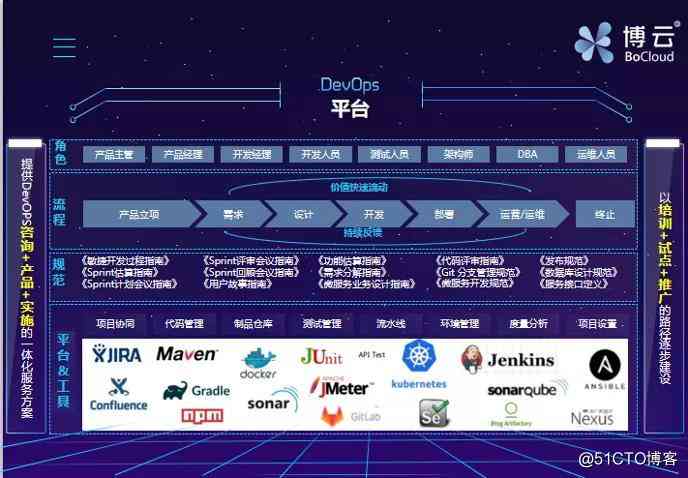 博云
BoCloud
DevOps
平台
提供DevOPS咨询+产品+实施的一体化服务方案
角色
产品主管 产品经理 开发经理 开发人员 测试人员 架构师 DBA 运维人员
流程
价值快速流动
产品立项 需求 设计 开发 部署 运营/运维 终止
持续反馈
规范
《敏捷开发过程指南》 《Sprint评审会议指南》 《功能估算指南》 《代码评审指南》 《发布规范》
《Sprint估算指南》 《Sprint回顾会议指南》 《需求分解指南》 《Git 分支管理规范》 《数据库设计规范》
《Sprint计划会议指南》 《用户故事指南》 《微服务业务设计指南》 《微服务开发规范》 《服务接口定义》
平台&工具
项目协同 代码管理 制品仓库 测试管理 流水线 环境管理 度量分析 项目设置
JIRA Maven docker JUnit API Test kubernetes Jenkins ANSIBLE
Confluence Gradle npm sonar APACHE JMeter GitLab Se sonarqube Artifactory Nexus
以培训+试点+推广的路径逐步建设
@51CTO博客